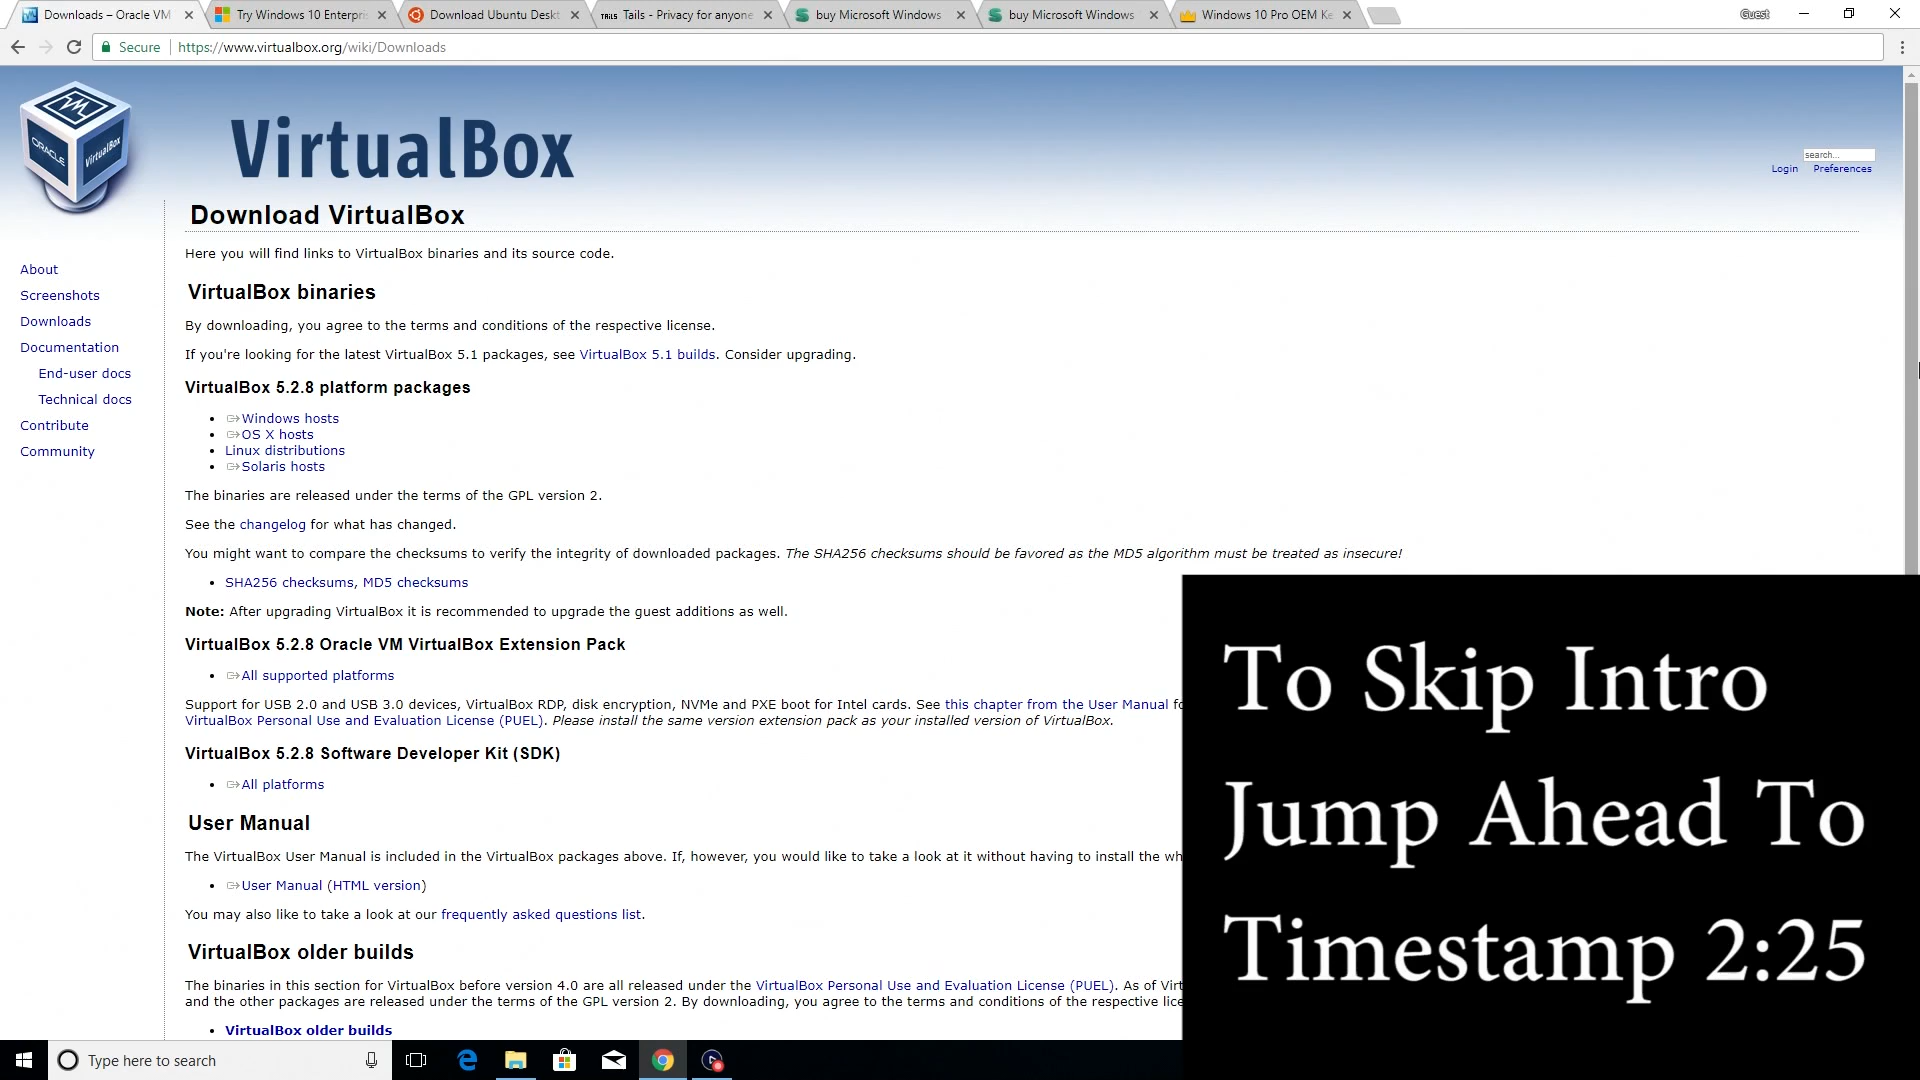 Downloads – Oracle VM
Try Windows 10 Enterpris
Download Ubuntu Deskt
Tails - Privacy for anyone
buy Microsoft Windows
buy Microsoft Windows
Windows 10 Pro OEM Ke
Guest
Secure
https://www.virtualbox.org/wiki/Downloads
ORACLE
VirtualBox
VirtualBox
search...
Login Preferences
Download VirtualBox
Here you will find links to VirtualBox binaries and its source code.
About
Screenshots
Downloads
Documentation
End-user docs
Technical docs
Contribute
Community
VirtualBox binaries
By downloading, you agree to the terms and conditions of the respective license.
If you're looking for the latest VirtualBox 5.1 packages, see VirtualBox 5.1 builds. Consider upgrading.
VirtualBox 5.2.8 platform packages
Windows hosts
OS X hosts
Linux distributions
Solaris hosts
The binaries are released under the terms of the GPL version 2.
See the changelog for what has changed.
You might want to compare the checksums to verify the integrity of downloaded packages. The SHA256 checksums should be favored as the MD5 algorithm must be treated as insecure!
SHA256 checksums, MD5 checksums
Note: After upgrading VirtualBox it is recommended to upgrade the guest additions as well.
VirtualBox 5.2.8 Oracle VM VirtualBox Extension Pack
All supported platforms
Support for USB 2.0 and USB 3.0 devices, VirtualBox RDP, disk encryption, NVMe and PXE boot for Intel cards. See this chapter from the User Manual
VirtualBox Personal Use and Evaluation License (PUEL). Please install the same version extension pack as your installed version of VirtualBox.
VirtualBox 5.2.8 Software Developer Kit (SDK)
All platforms
User Manual
The VirtualBox User Manual is included in the VirtualBox packages above. If, however, you would like to take a look at it without having to install the
User Manual (HTML version)
You may also like to take a look at our frequently asked questions list.
VirtualBox older builds
The binaries in this section for VirtualBox before version 4.0 are all released under the VirtualBox Personal Use and Evaluation License (PUEL). As of
and the other packages are released under the terms of the GPL version 2. By downloading, you agree to the terms and conditions of the respective
VirtualBox older builds
To Skip Intro
Jump Ahead To
Timestamp 2:25
Type here to search